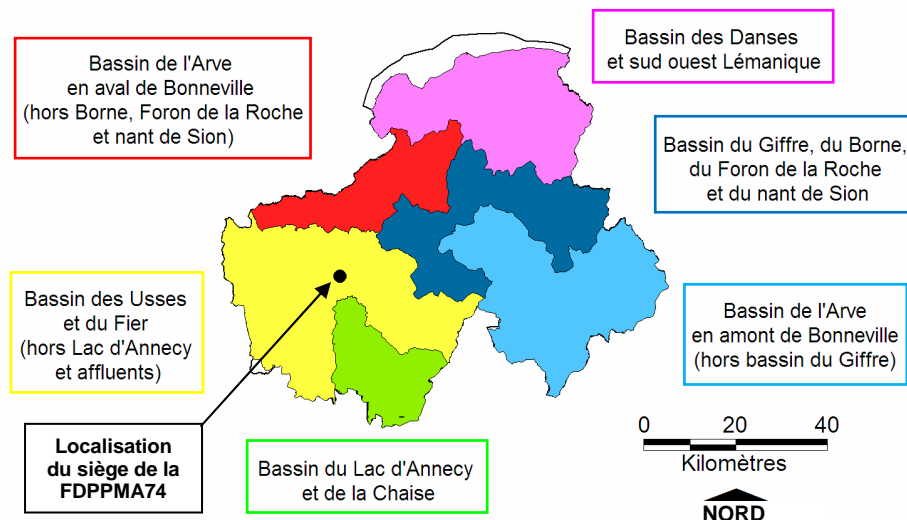 Bassin des Danses
et sud ouest Lémanique
Bassin de l'Arve
en aval de Bonneville
(hors Borne, Foron de la Roche
et nant de Sion)
Bassin du Giffre, du Borne,
du Foron de la Roche
et du nant de Sion
Bassin des Usses
et du Fier
(hors Lac d'Annecy
et affluents)
Bassin de l'Arve
en amont de Bonneville
(hors bassin du Giffre)
Localisation
du siège de la
FDPPMA74
Bassin du Lac d'Annecy
et de la Chaise
0 20 40
Kilomètres
NORD